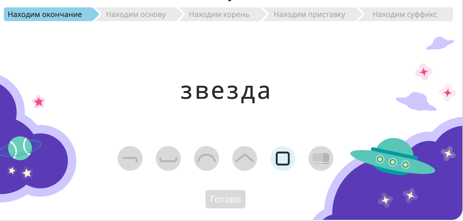 Находим окончание Находим основу Находим корень Находим приставку Находим суффикс
звезда
Готово